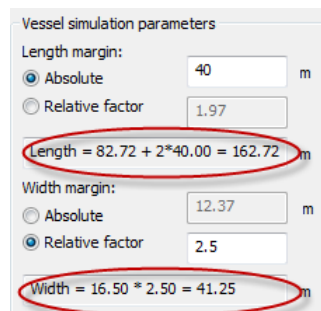 Vessel simulation parameters
Length margin:
Absolute 40 m
Relative factor 1.97
Length = 82.72 + 2*40.00 = 162.72 m
Width margin:
Absolute 12.37 m
Relative factor 2.5
Width = 16.50 * 2.50 = 41.25 m